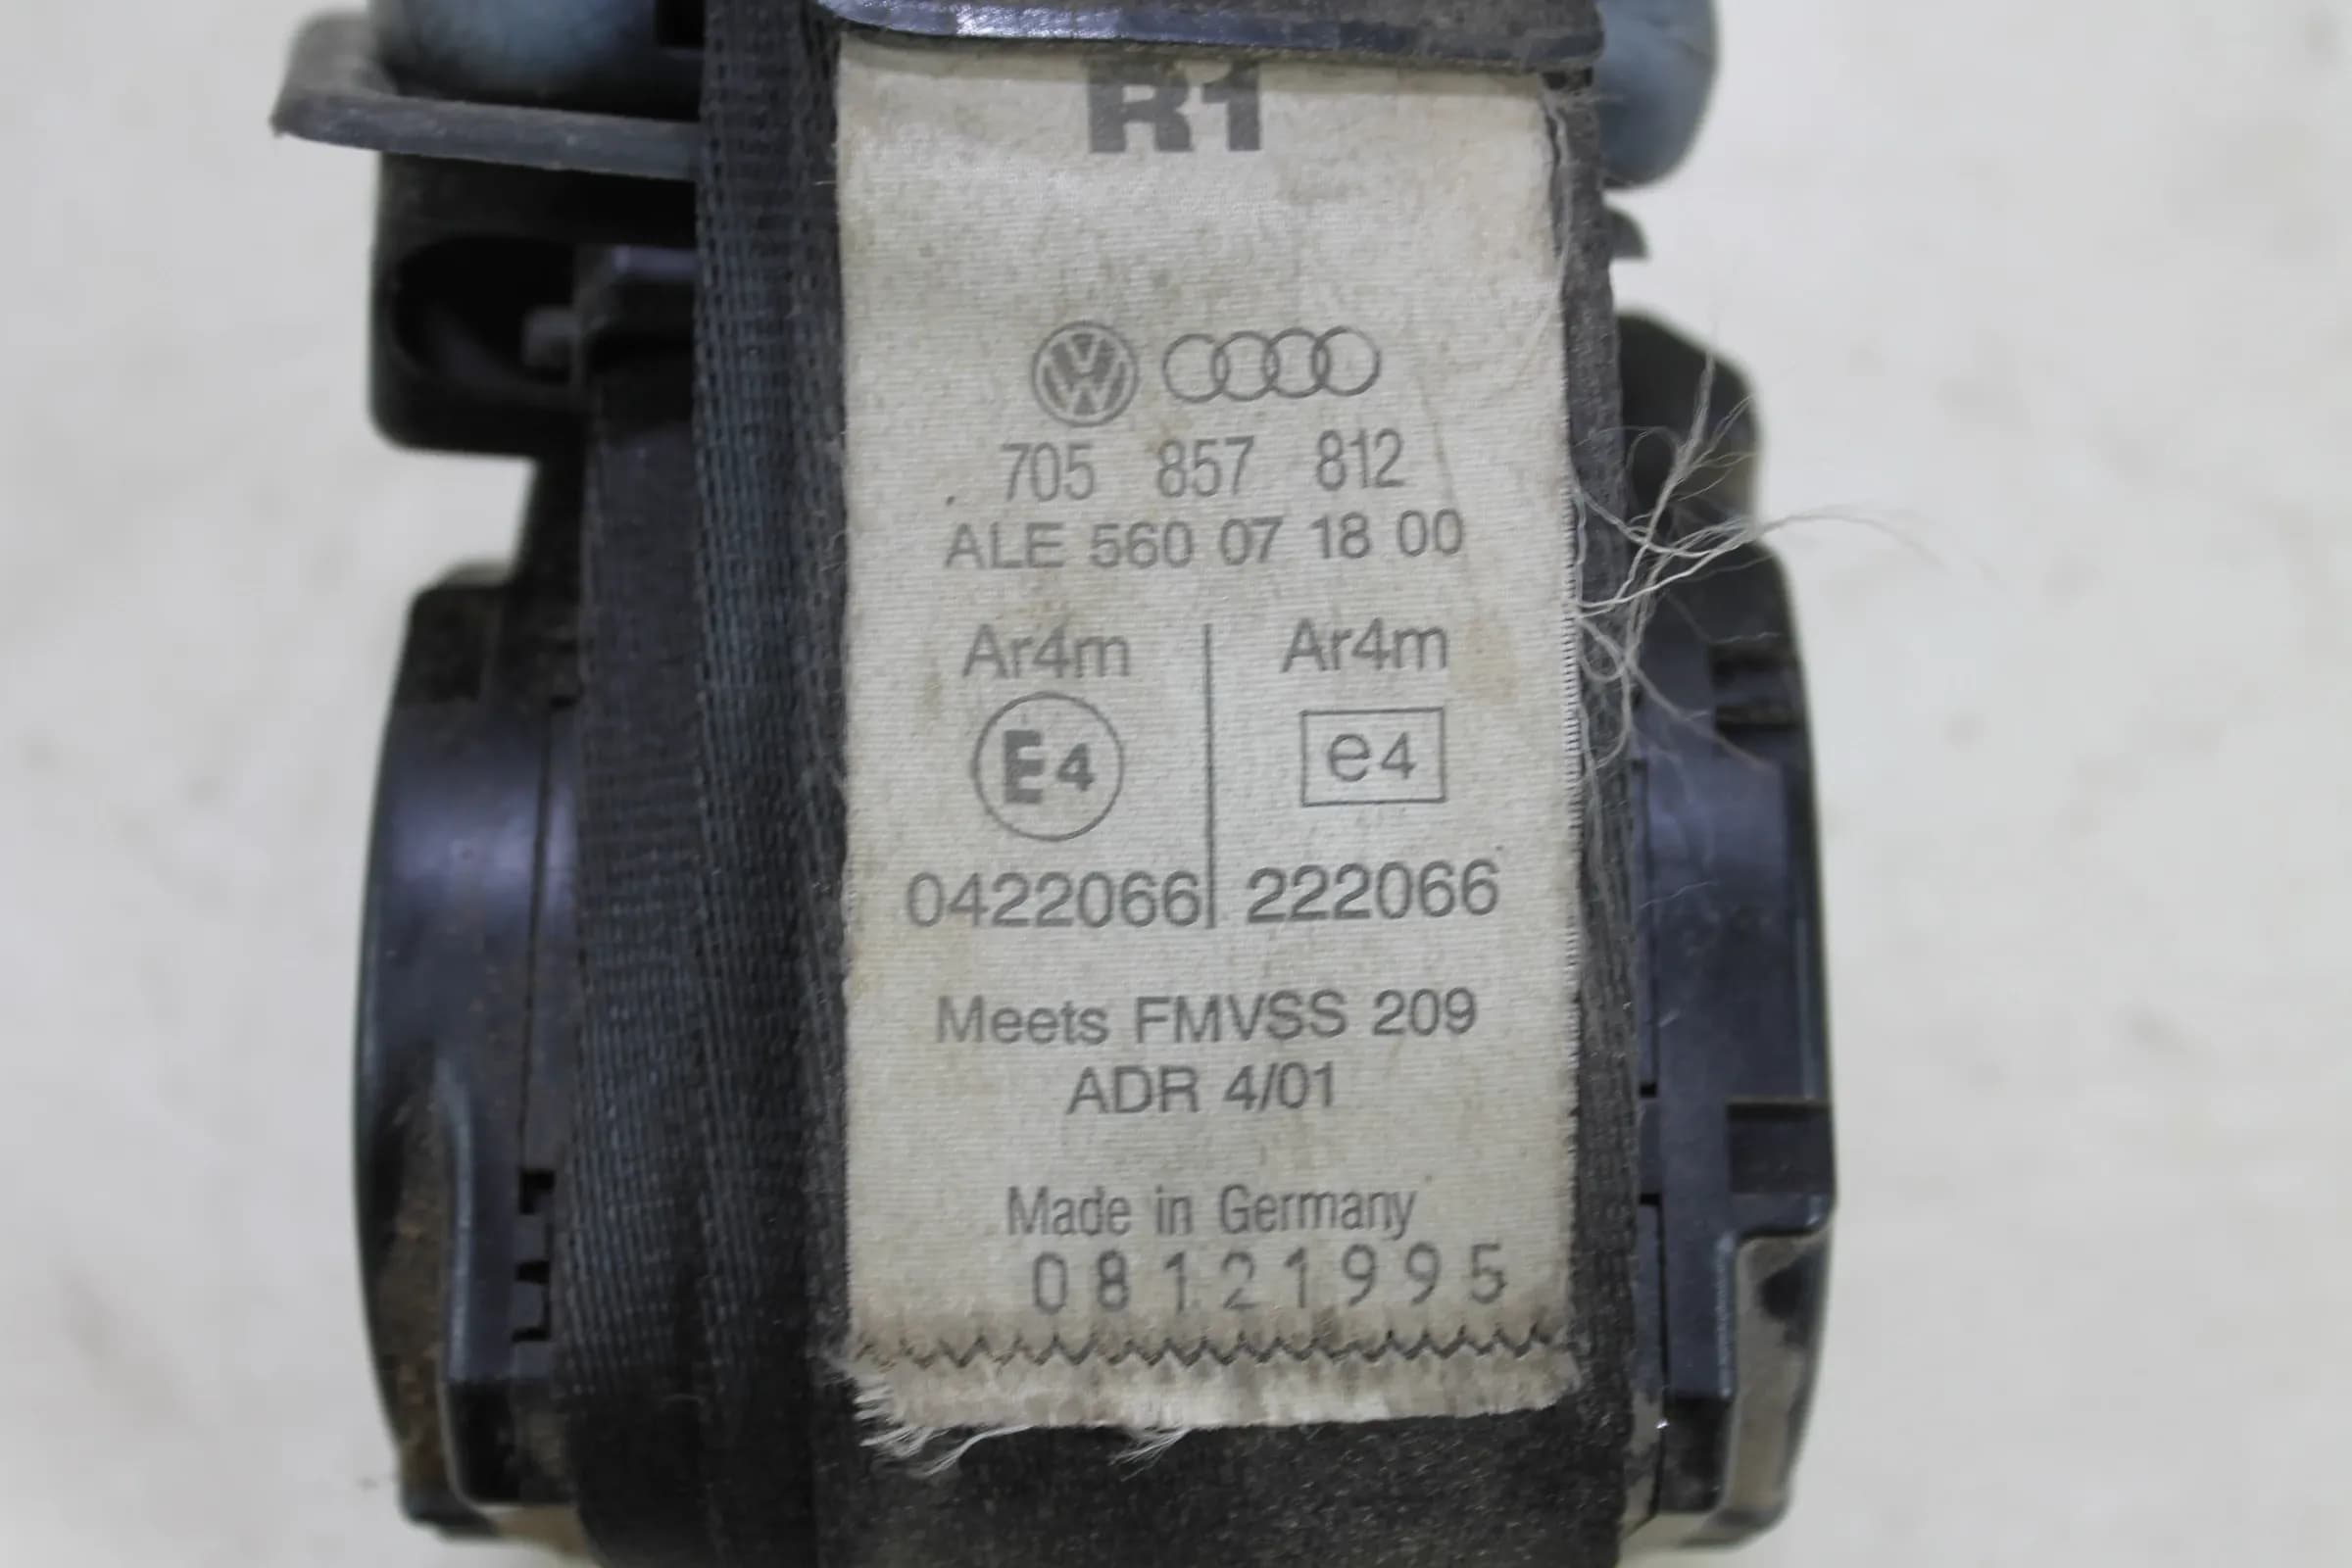 R1
705 857 812
ALE 560 07 18 00
Ar4m Ar4m
E4 e4
0422066 222066
Meets FMVSS 209
ADR 4/01
Made in Germany
08121995